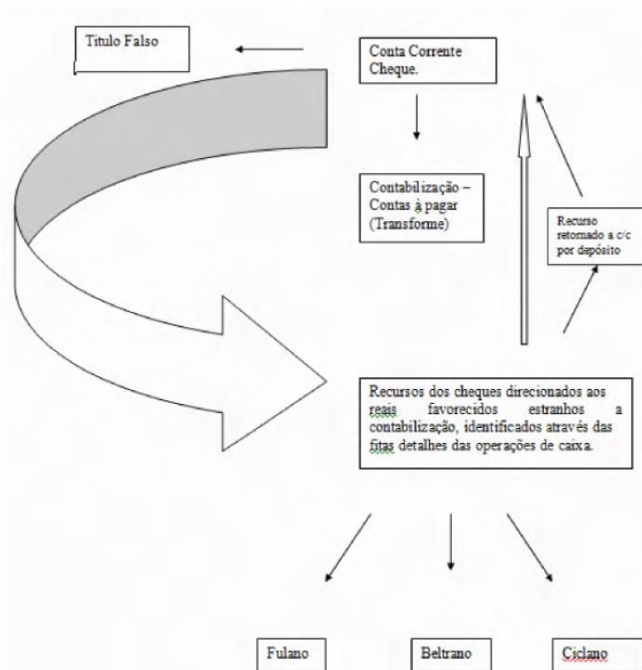 Titulo Falso
Conta Corrente
Cheque.
Contabilização –
Contas à pagar
(Transforme)
Recurso
retornado a c/c
por depósito
Recursos dos cheques direcionados aos
reais favorecidos estranhos a
contabilização, identificados através das
fitas detalhes das operações de caixa.
Fulano
Beltrano
Ciclano